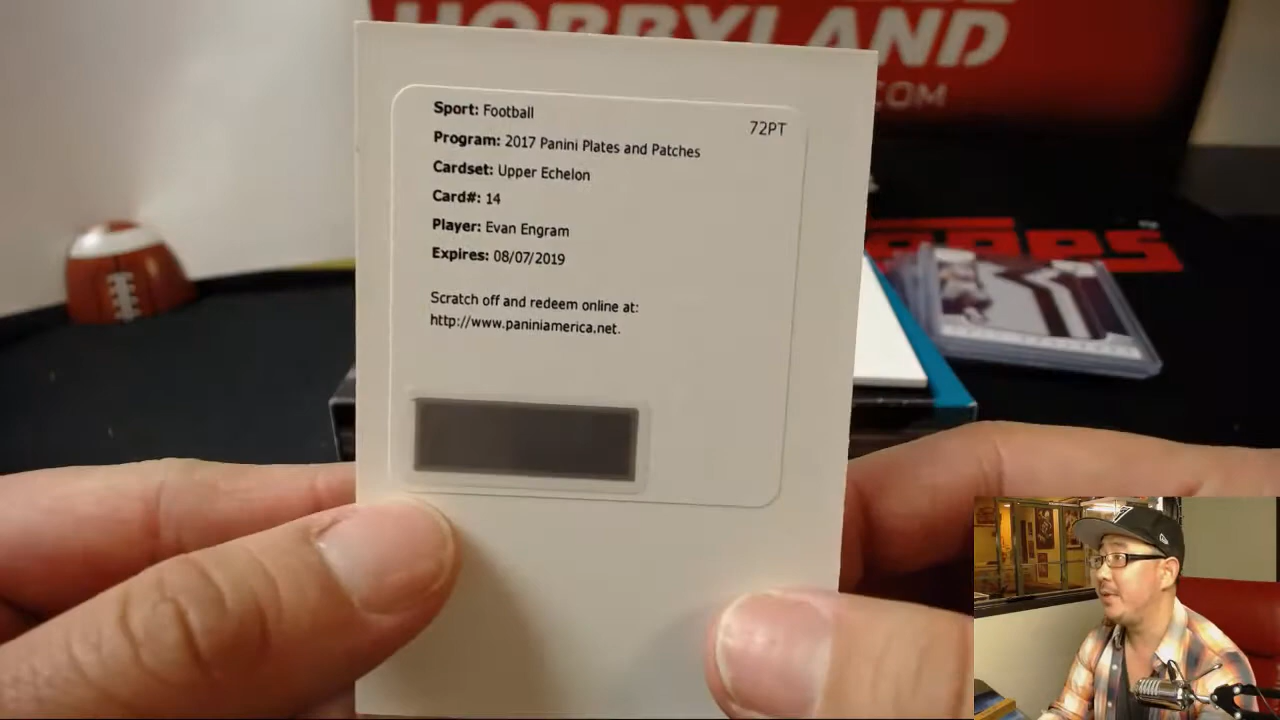 HOBBYLAND
.COM
Sport: Football
72PT
Program: 2017 Panini Plates and Patches
Cardset: Upper Echelon
Card#: 14
Player: Evan Engram
Expires: 08/07/2019
Scratch off and redeem online at:
http://www.paniniamerica.net.